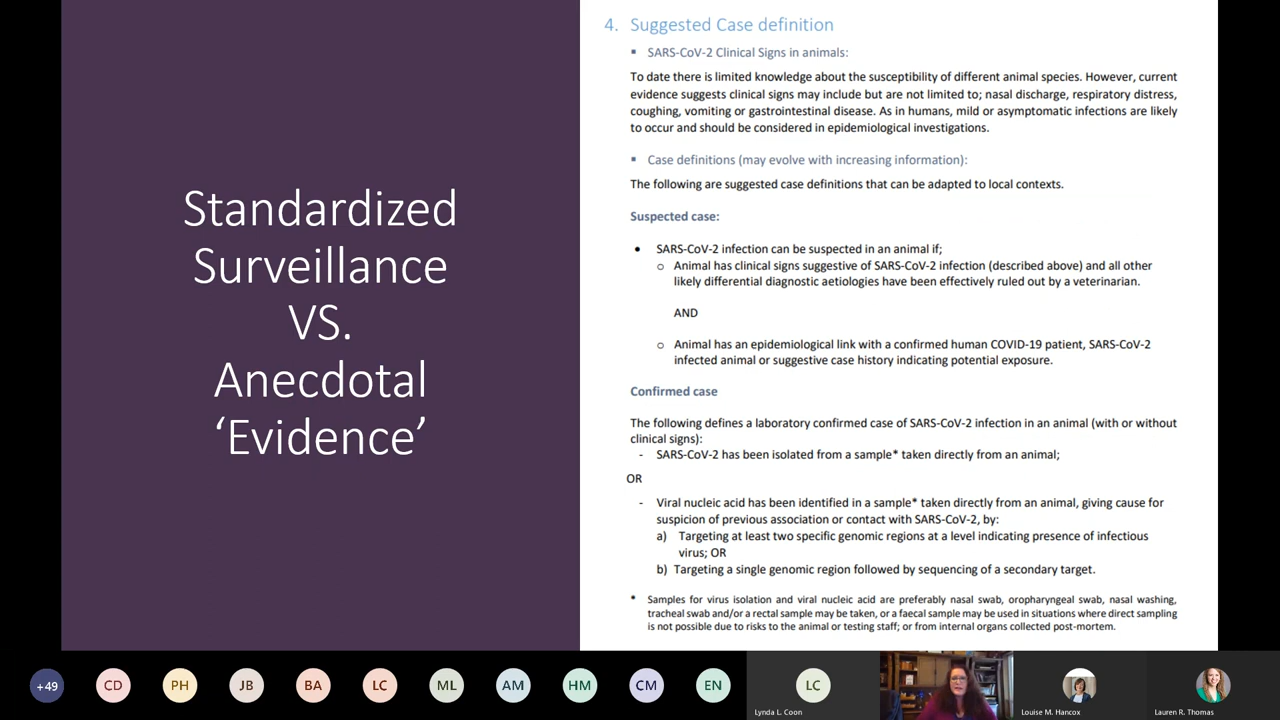 Standardized
Surveillance
VS.
Anecdotal
‘Evidence’
4. Suggested Case definition
▪ SARS-CoV-2 Clinical Signs in animals:
To date there is limited knowledge about the susceptibility of different animal species. However, current
evidence suggests clinical signs may include but are not limited to; nasal discharge, respiratory distress,
coughing, vomiting or gastrointestinal disease. As in humans, mild or asymptomatic infections are likely
to occur and should be considered in epidemiological investigations.
▪ Case definitions (may evolve with increasing information):
The following are suggested case definitions that can be adapted to local contexts.
Suspected case:
• SARS-CoV-2 infection can be suspected in an animal if;
o Animal has clinical signs suggestive of SARS-CoV-2 infection (described above) and all other
likely differential diagnostic aetiologies have been effectively ruled out by a veterinarian.
AND
o Animal has an epidemiological link with a confirmed human COVID-19 patient, SARS-CoV-2
infected animal or suggestive case history indicating potential exposure.
Confirmed case
The following defines a laboratory confirmed case of SARS-CoV-2 infection in an animal (with or without
clinical signs):
- SARS-CoV-2 has been isolated from a sample* taken directly from an animal;
OR
- Viral nucleic acid has been identified in a sample* taken directly from an animal, giving cause for
suspicion of previous association or contact with SARS-CoV-2, by:
a) Targeting at least two specific genomic regions at a level indicating presence of infectious
virus; OR
b) Targeting a single genomic region followed by sequencing of a secondary target.
* Samples for virus isolation and viral nucleic acid are preferably nasal swab, oropharyngeal swab, nasal washing,
tracheal swab and/or a rectal sample may be taken, or a faecal sample may be used in situations where direct sampling
is not possible due to risks to the animal or testing staff; or from internal organs collected post-mortem.
+49 CD PH JB BA LC ML AM HM CM EN LC
Lynda L. Coon
Louise M. Hancox
Lauren R. Thomas